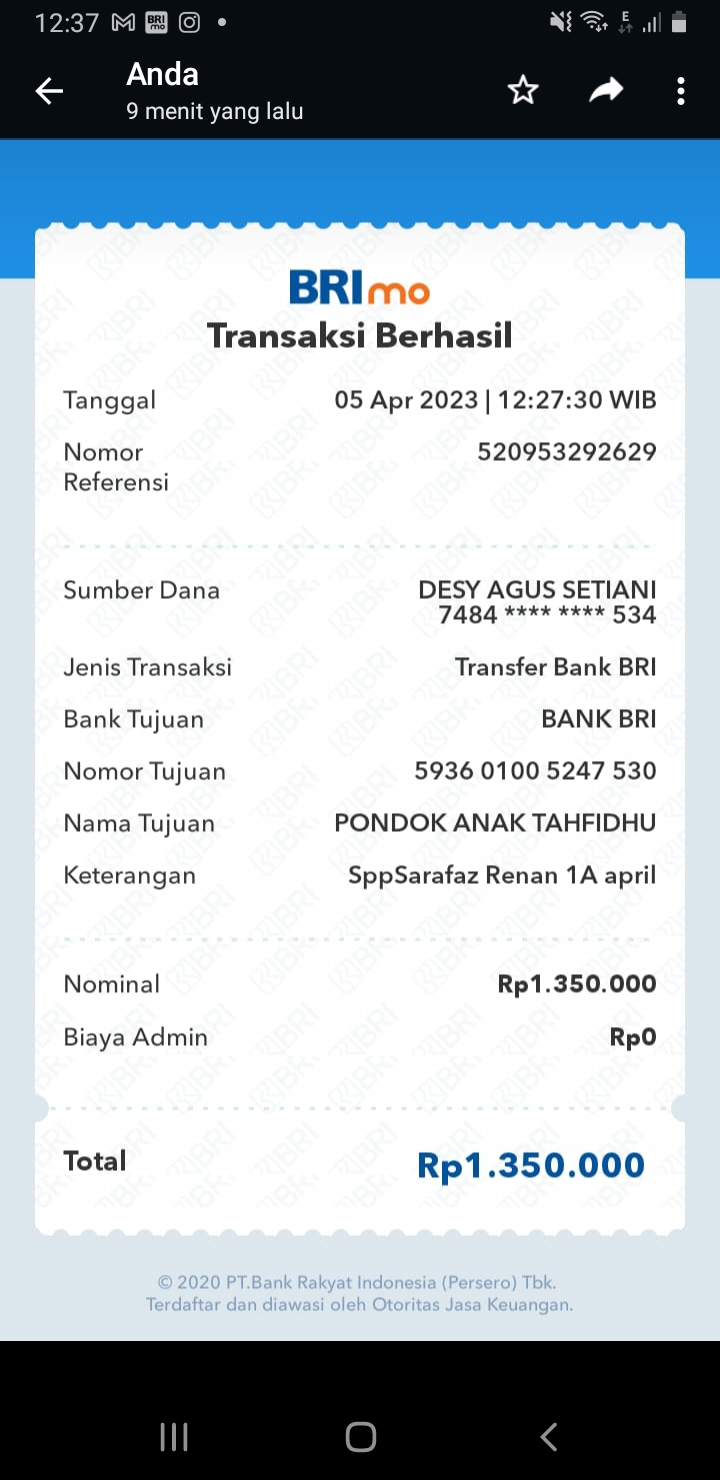 12:37
BRI
mo
E
Anda
9 menit yang lalu
BRImo
Transaksi Berhasil
Tanggal 05 Apr 2023 | 12:27:30 WIB
Nomor 520953292629
Referensi
Sumber Dana DESY AGUS SETIANI
7484 **** **** 534
Jenis Transaksi Transfer Bank BRI
Bank Tujuan BANK BRI
Nomor Tujuan 5936 0100 5247 530
Nama Tujuan PONDOK ANAK TAHFIDHU
Keterangan SppSarafaz Renan 1A april
Nominal Rp1.350.000
Biaya Admin Rp0
Total Rp1.350.000
© 2020 PT.Bank Rakyat Indonesia (Persero) Tbk.
Terdaftar dan diawasi oleh Otoritas Jasa Keuangan.